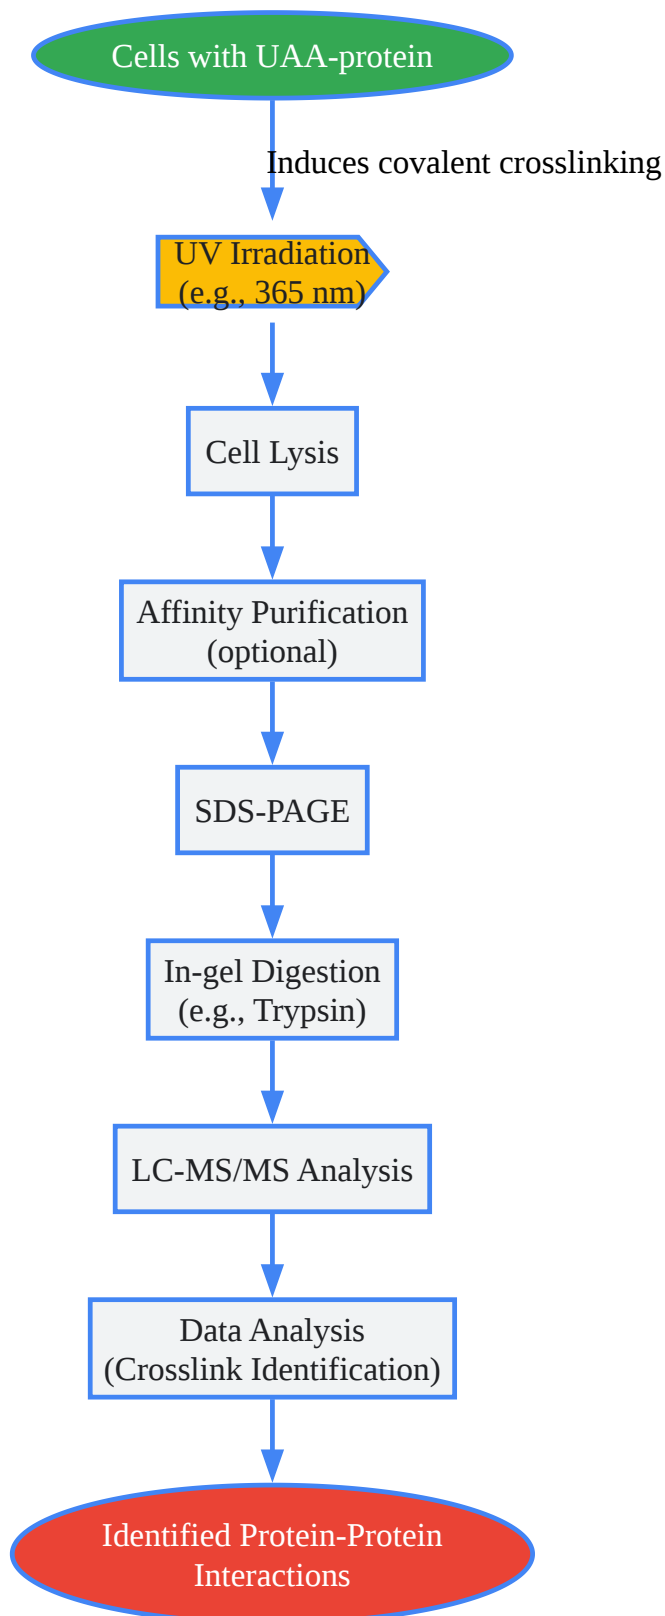 Cells with UAA-protein
Induces covalent crosslinking
UV Irradiation
(e.g., 365 nm)
Cell Lysis
Affinity Purification
(optional)
SDS-PAGE
In-gel Digestion
(e.g., Trypsin)
LC-MS/MS Analysis
Data Analysis
(Crosslink Identification)
Identified Protein-Protein
Interactions